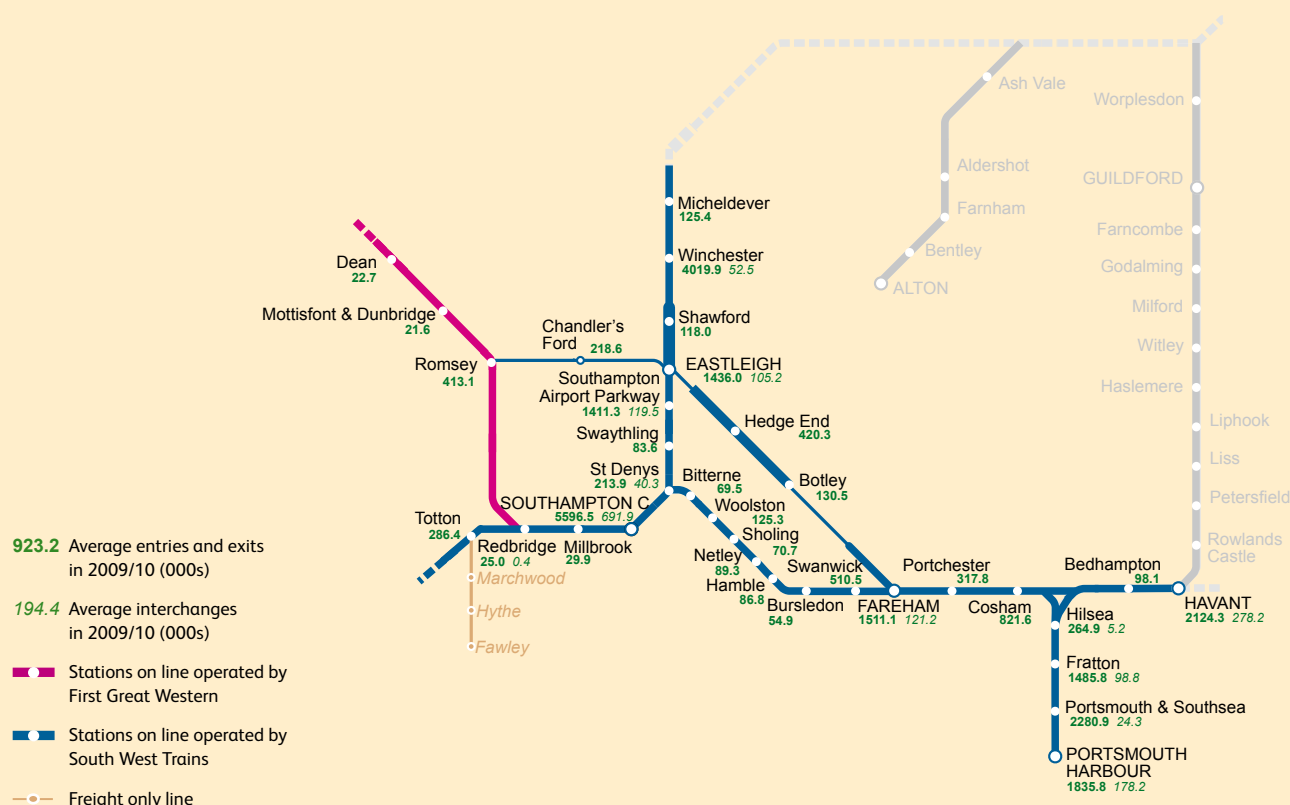 Ash Vale
Worplesdon
Aldershot
GUILDFORD
Farnham
Farncombe
Bentley
Godalming
ALTON
Milford
Witley
Haslemere
Liphook
Liss
Petersfield
Rowlands
Castle
Micheldever
125.4
Winchester
4019.9 52.5
Shawford
118.0
Dean
22.7
Mottisfont & Dunbridge
21.6
Chandler's
Ford
218.6
Romsey
413.1
EASTLEIGH
1436.0 105.2
Southampton
Airport Parkway
1411.3 119.5
Hedge End
420.3
Swaythling
83.6
St Denys
213.9 40.3
Bitterne
69.5
Botley
130.5
SOUTHAMPTON C
5596.5 691.9
Woolston
125.3
Totton
286.4
Sholing
70.7
Redbridge
25.0 0.4
Millbrook
29.9
Netley
89.3
Swanwick
510.5
Hamble
86.8
Bursledon
54.9
FAREHAM
1511.1 121.2
Porchester
317.8
Cosham
821.6
Bedhampton
98.1
HAVANT
2124.3 278.2
Hilsea
264.9 5.2
Fratton
1485.8 98.8
Portsmouth & Southsea
2280.9 24.3
PORTSMOUTH
HARBOUR
1835.8 178.2
Marchwood
Hythe
Fawley
923.2 Average entries and exits
in 2009/10 (000s)
194.4 Average interchanges
in 2009/10 (000s)
Stations on line operated by
First Great Western
Stations on line operated by
South West Trains
Freight only line